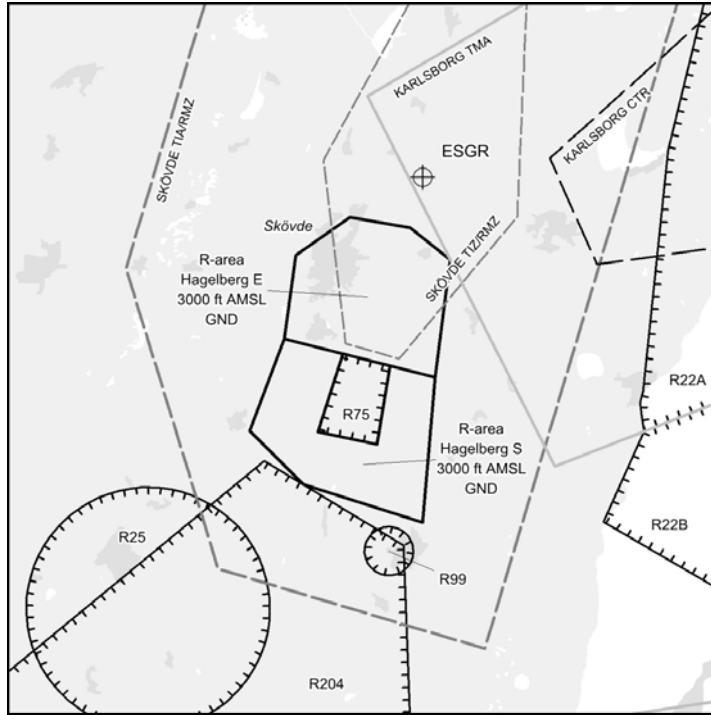 KARLSBORG TMA
SKÖVDE TIA/RMZ
KARLSBORG CTR
ESGR
Skövde
R-area
Hagelberg E
3000 ft AMSL
GND
SKÖVDE TIZ/RMZ
R22A
R75
R-area
Hagelberg S
3000 ft AMSL
GND
R22B
R25
R99
R204